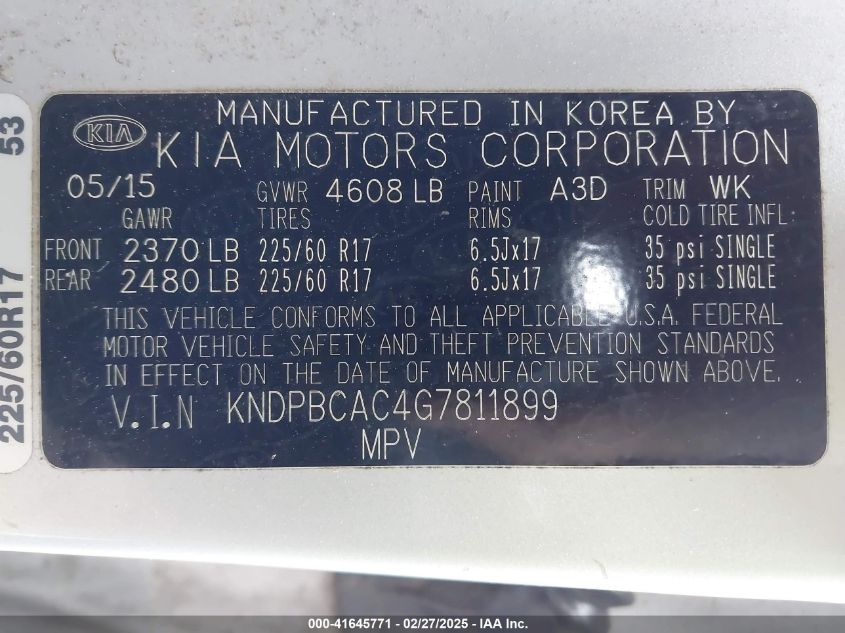 MANUFACTURED IN KOREA BY
KIA KIA MOTORS CORPORATION
05/15 GVWR 4608 LB PAINT A3D TRIM WK
GAWR TIRES RIMS COLD TIRE INFL
FRONT 2370 LB 225/60 R17 6.5Jx17 35 psi SINGLE
REAR 2480 LB 225/60 R17 6.5Jx17 35 psi SINGLE
THIS VEHICLE CONFORMS TO ALL APPLICABLE U.S.A. FEDERAL
MOTOR VEHICLE SAFETY AND THEFT PREVENTION STANDARDS
IN EFFECT ON THE DATE OF MANUFACTURE SHOWN ABOVE.
V.I.N KNDPBCAC4G7811899
MPV
225/60R17 53
000-41645771 - 02/27/2025 - IAA Inc.